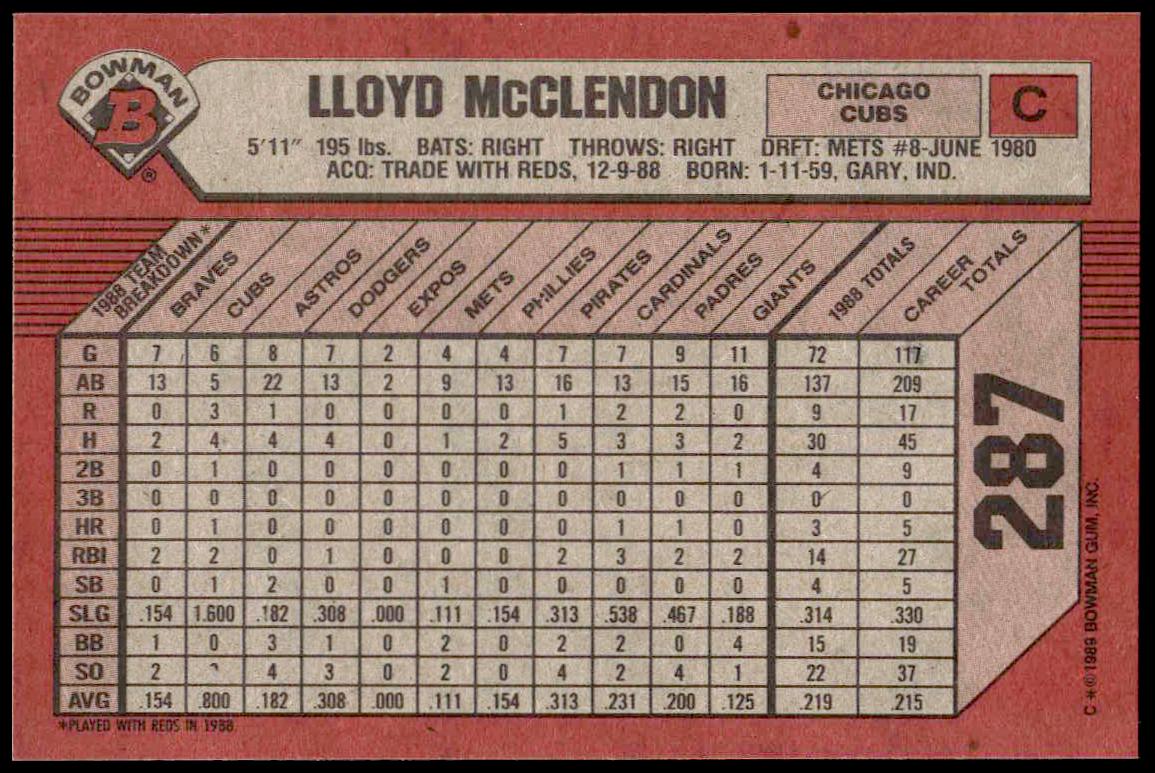 BOWMAN
B
®
LLOYD McCLENDON
CHICAGO
CUBS
C
5'11" 195 lbs. BATS: RIGHT THROWS: RIGHT DRFT: METS #8-JUNE 1980
ACQ: TRADE WITH REDS, 12-9-88 BORN: 1-11-59, GARY, IND.
1988 TEAM BREAKDOWN* BRAVES CUBS ASTROS DODGERS EXPOS METS PHILLIES PIRATES CARDINALS PADRES GIANTS 1988 TOTALS CAREER TOTALS
G 7 6 8 7 2 4 4 7 7 9 11 72 117
AB 13 5 22 13 2 9 13 16 13 15 16 137 209
R 0 3 1 0 0 0 0 1 2 2 0 9 17
H 2 4 4 4 0 1 2 5 3 3 2 30 45
2B 0 1 0 0 0 0 0 0 1 1 1 4 9
3B 0 0 0 0 0 0 0 0 0 0 0 0 0
HR 0 1 0 0 0 0 0 0 1 1 0 3 5
RBI 2 2 0 1 0 0 0 2 3 2 2 14 27
SB 0 1 2 0 0 1 0 0 0 0 0 4 5
SLG .154 1.600 .182 .308 .000 .111 .154 .313 .538 .467 .188 .314 .330
BB 1 0 3 1 0 2 0 2 2 0 4 15 19
SO 2 4 3 0 2 0 4 2 4 1 22 37
AVG .154 .800 .182 .308 .000 .111 .154 .313 .231 .200 .125 .219 .215
*PLAYED WITH REDS IN 1988
287
C *©1989 BOWMAN GUM, INC.